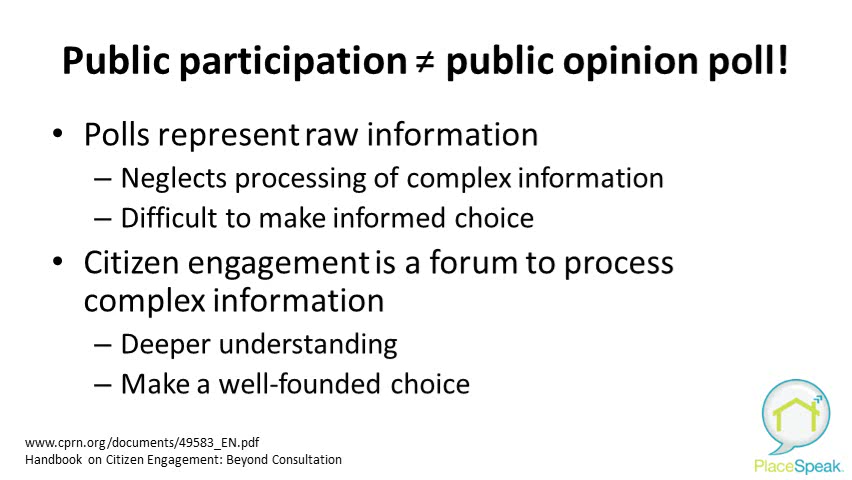 Public participation ≠ public opinion poll!
• Polls represent raw information
– Neglects processing of complex information
– Difficult to make informed choice
• Citizen engagement is a forum to process
complex information
– Deeper understanding
– Make a well-founded choice
www.cprn.org/documents/49583_EN.pdf
Handbook on Citizen Engagement: Beyond Consultation
PlaceSpeak